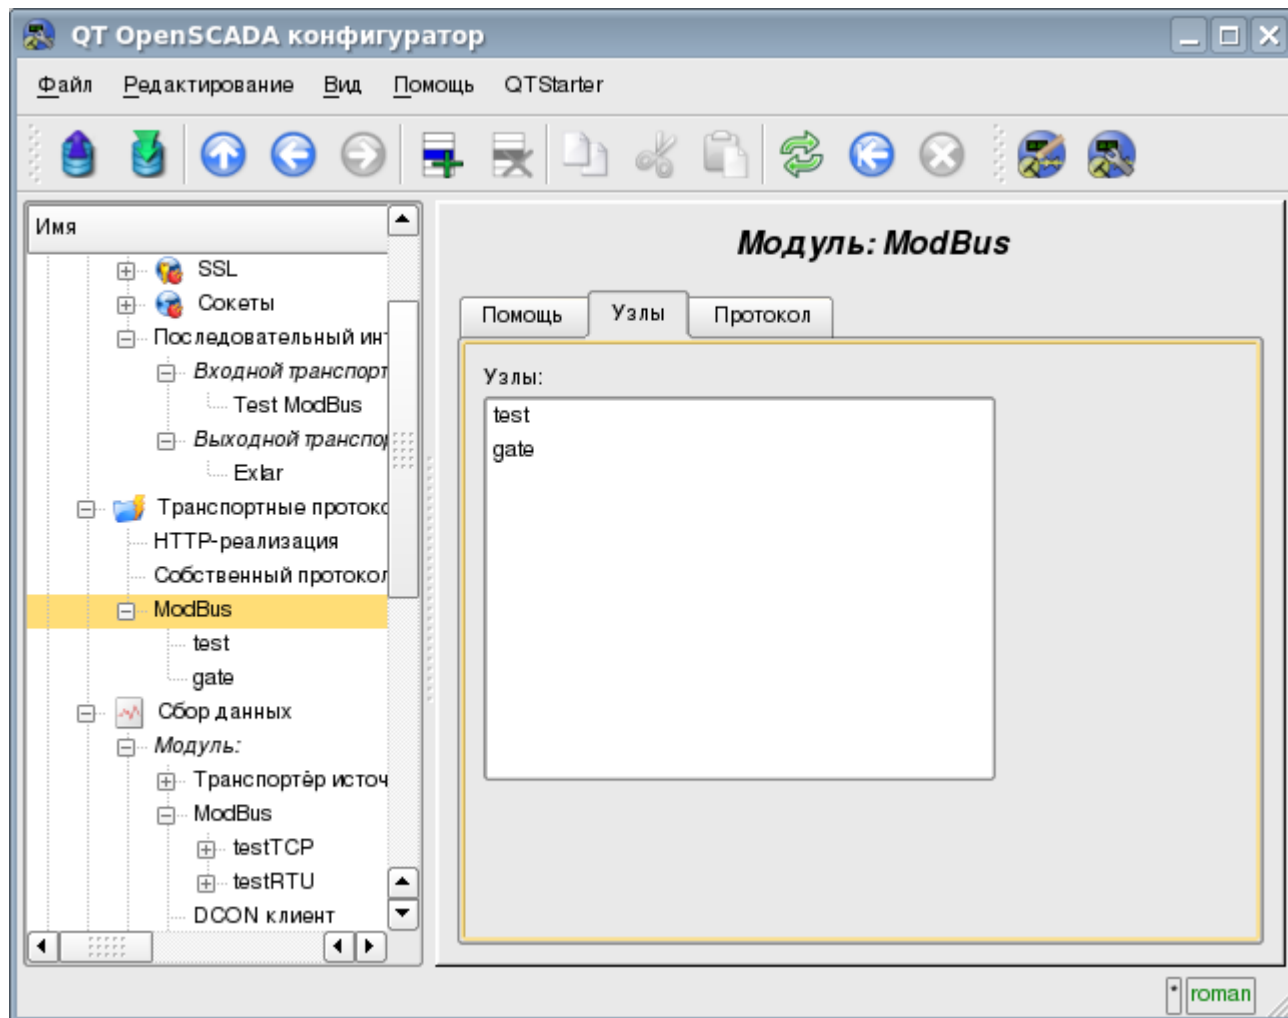 QT OpenSCADA конфигуратор
Файл Редактирование Вид Помощь QTStarter
Имя
SSL
Сокеты
Последовательный инт
Входной транспорт
Test ModBus
Выходной транспо
Exlar
Транспортные протоко
HTTP-реализация
Собственный протокол
ModBus
test
gate
Сбор данных
Модуль:
Транспортёр источ
ModBus
testTCP
testRTU
DCON клиент
Модуль: ModBus
Помощь Узлы Протокол
Узлы:
test
gate
* roman